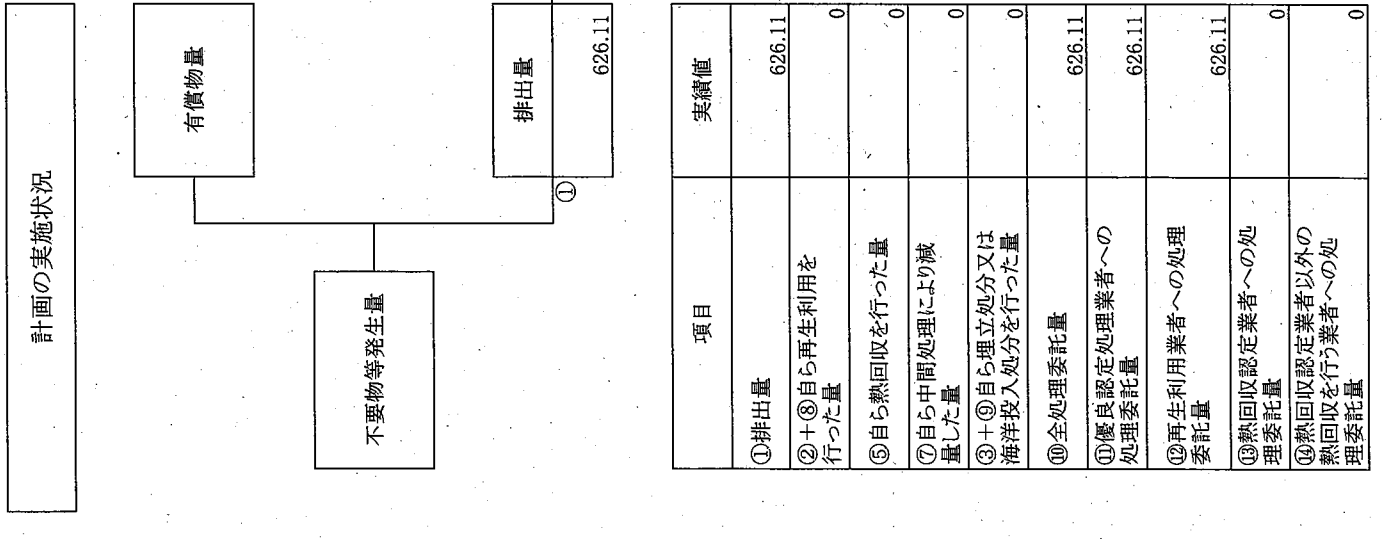 計画の実施状況
有償物量
不要物等発生量
排出量
①
626.11
項目
実績値
①排出量
626.11
②+⑧自ら再生利用を
行った量
0
⑤自ら熱回収を行った量
0
⑦自ら中間処理により減
量した量
0
③+⑨自ら埋立処分又は
海洋投入処分を行った量
0
⑩全処理委託量
626.11
⑪優良認定処理業者への
処理委託量
626.11
⑫再生利用業者への処理
委託量
626.11
⑬熱回収認定業者への処
理委託量
0
⑭熱回収認定業者以外の
熱回収を行う業者への処
理委託量
0